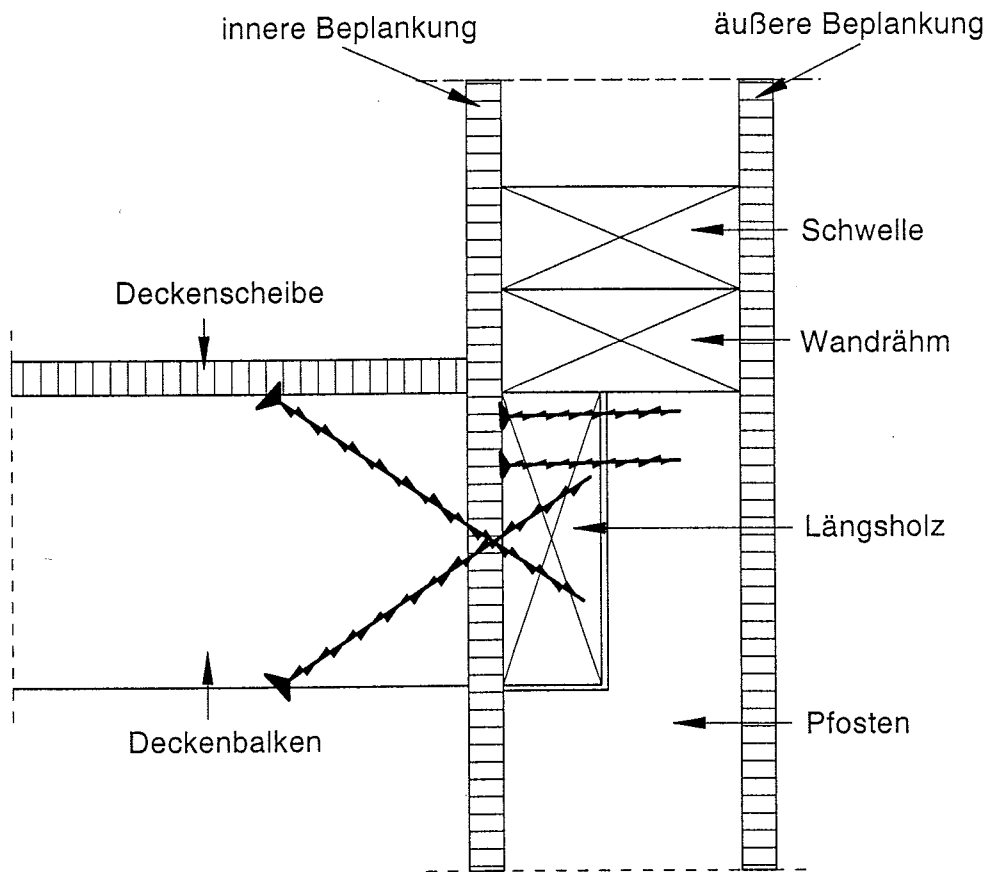 innere Beplankung
äußere Beplankung
Schwelle
Deckenscheibe
Wandrähm
Längsholz
Pfosten
Deckenbalken